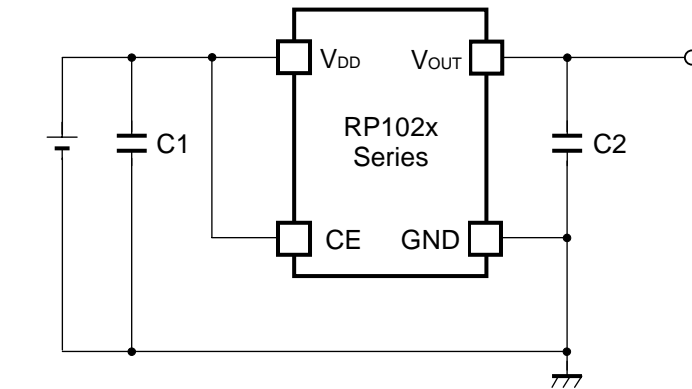 VDD
VOUT
RP102x
Series
C1
C2
CE
GND